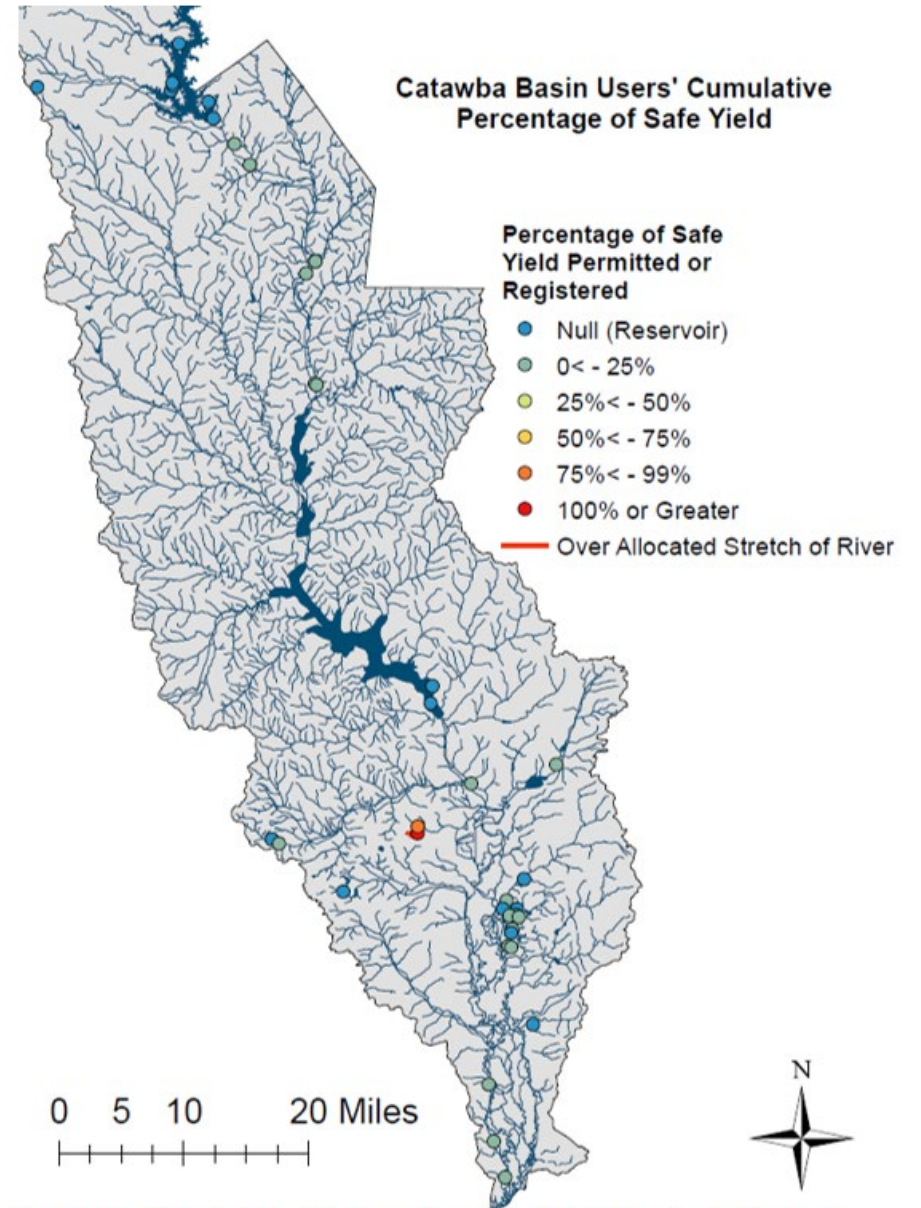 Catawba Basin Users' Cumulative
Percentage of Safe Yield
Percentage of Safe
Yield Permitted or
Registered
Null (Reservoir)
0< - 25%
25%< - 50%
50%< - 75%
75%< - 99%
100% or Greater
Over Allocated Stretch of River
N
0 5 10 20 Miles